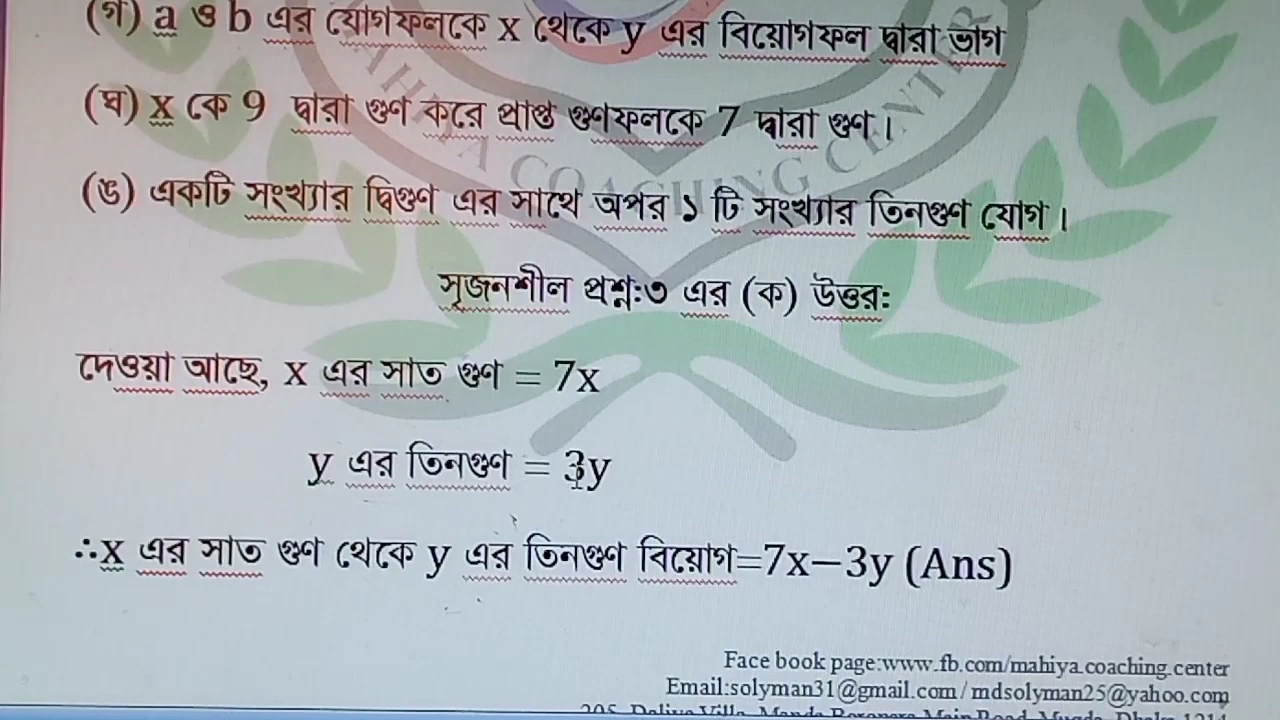 (গ) a ও b এর যোগফলকে x থেকে y এর বিয়োগফল দ্বারা ভাগ
(ঘ) x কে 9 দ্বারা গুণ করে প্রাপ্ত গুণফলকে 7 দ্বারা গুণ।
(ঙ) একটি সংখ্যার দ্বিগুণ এর সাথে অপর ১ টি সংখ্যার তিনগুণ যোগ।
সৃজনশীল প্রশ্ন:৩ এর (ক) উত্তর:
দেওয়া আছে, x এর সাত গুণ = 7x
y এর তিনগুণ = 3y
∴x এর সাত গুণ থেকে y এর তিনগুণ বিয়োগ=7x−3y (Ans)
COACHING CENTER
Face book page:www.fb.com/mahiya.coaching.center
Email:solyman31@gmail.com/mdsolyman25@yahoo.com